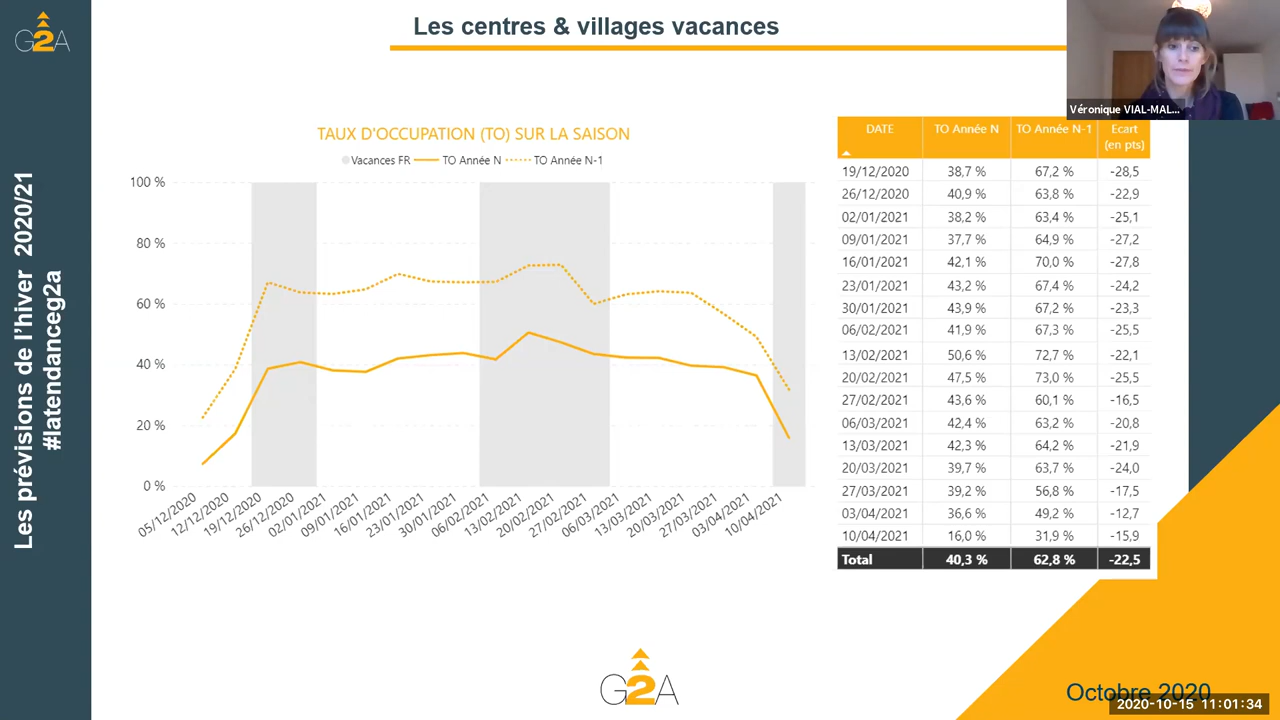 Les centres & villages vacances
G2A
Véronique VIAL-MAL...
Les prévisions de l'hiver 2020/21
#latendanceg2a
TAUX D'OCCUPATION (TO) SUR LA SAISON
Vacances FR TO Année N TO Année N-1
100 %
80 %
60 %
40 %
20 %
0 %
05/12/2020 12/12/2020 19/12/2020 26/12/2020 02/01/2021 09/01/2021 16/01/2021 23/01/2021 30/01/2021 06/02/2021 13/02/2021 20/02/2021 27/02/2021 06/03/2021 13/03/2021 20/03/2021 27/03/2021 03/04/2021 10/04/2021
DATE TO Année N TO Année N-1 Ecart
(en pts)
19/12/2020 38,7 % 67,2 % -28,5
26/12/2020 40,9 % 63,8 % -22,9
02/01/2021 38,2 % 63,4 % -25,1
09/01/2021 37,7 % 64,9 % -27,2
16/01/2021 42,1 % 70,0 % -27,8
23/01/2021 43,2 % 67,4 % -24,2
30/01/2021 43,9 % 67,2 % -23,3
06/02/2021 41,9 % 67,3 % -25,5
13/02/2021 50,6 % 72,7 % -22,1
20/02/2021 47,5 % 73,0 % -25,5
27/02/2021 43,6 % 60,1 % -16,5
06/03/2021 42,4 % 63,2 % -20,8
13/03/2021 42,3 % 64,2 % -21,9
20/03/2021 39,7 % 63,7 % -24,0
27/03/2021 39,2 % 56,8 % -17,5
03/04/2021 36,6 % 49,2 % -12,7
10/04/2021 16,0 % 31,9 % -15,9
Total 40,3 % 62,8 % -22,5
G2A
Octobre 2020
2020-10-15 11:01:34